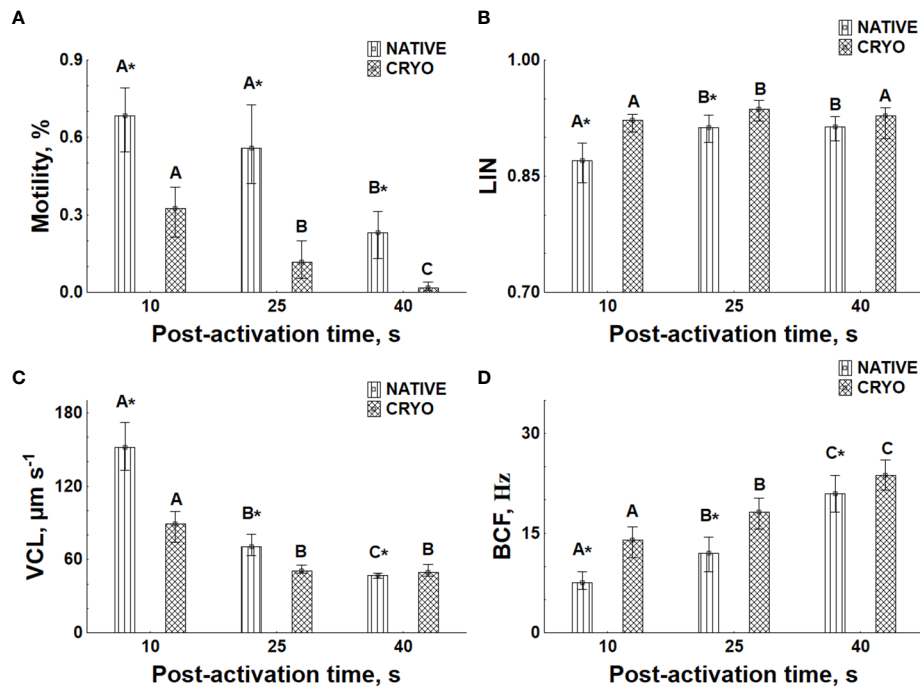 A
NATIVE
CRYO
Motility, %
0.9
0.6
0.3
0.0
A*
A
A*
B
B*
C
10 25 40
Post-activation time, s
B
NATIVE
CRYO
LIN
1.00
0.85
0.70
A*
A
B*
B
B
A
10 25 40
Post-activation time, s
C
NATIVE
CRYO
VCL, µm s⁻¹
180
120
60
0
A*
A
B*
B
C*
B
10 25 40
Post-activation time, s
D
NATIVE
CRYO
BCF, Hz
30
15
0
A*
A
B*
B
C*
C
10 25 40
Post-activation time, s